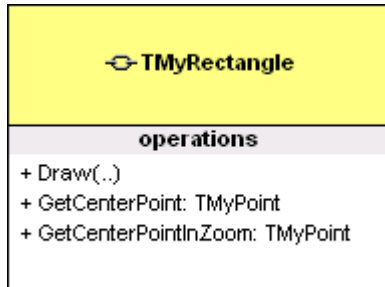 TMyRectangle
operations
+ Draw(..)
+ GetCenterPoint: TMyPoint
+ GetCenterPointInZoom: TMyPoint